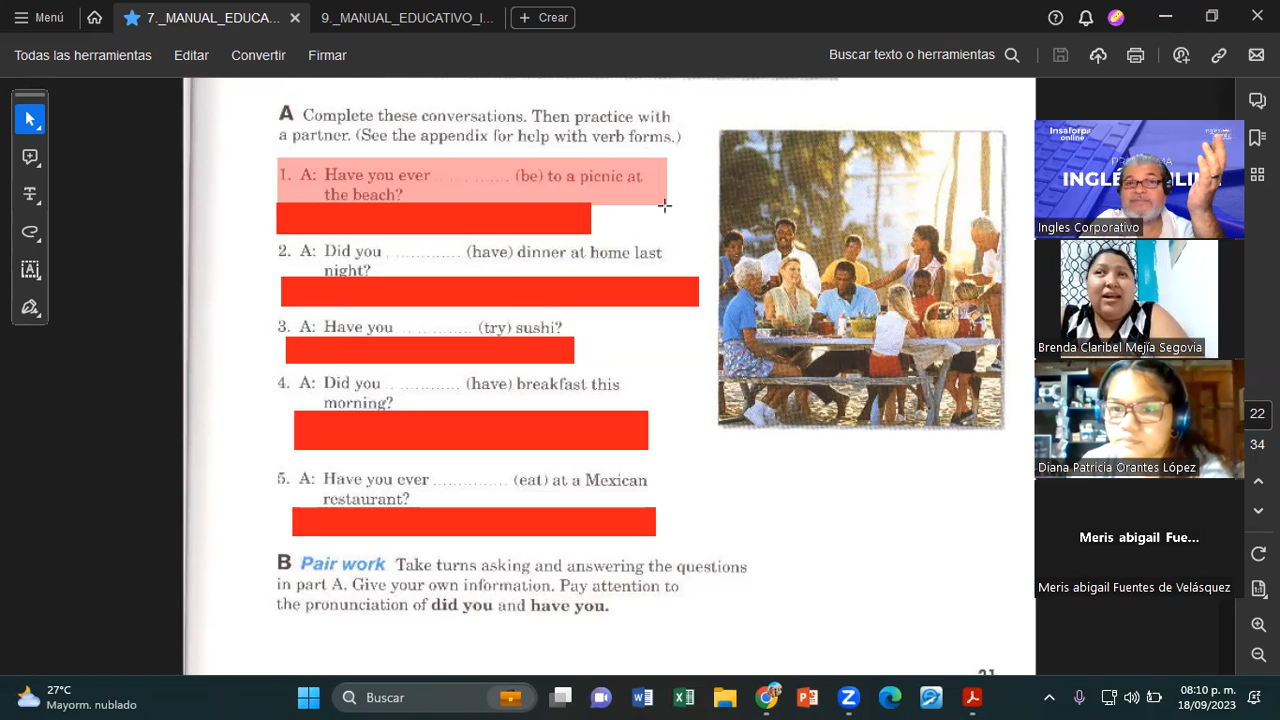 Menú
7._MANUAL_EDUCA...
9._MANUAL_EDUCATIVO_I...
Crear
Todas las herramientas
Editar
Convertir
Firmar
Buscar texto o herramientas
A Complete these conversations. Then practice with
a partner. (See the appendix for help with verb forms.)
1. A: Have you ever ............... (be) to a picnic at
the beach?
2. A: Did you ............... (have) dinner at home last
night?
3. A: Have you ............... (try) sushi?
4. A: Did you ............... (have) breakfast this
morning?
5. A: Have you ever ............... (eat) at a Mexican
restaurant?
B Pair work Take turns asking and answering the questions
in part A. Give your own information. Pay attention to
the pronunciation of did you and have you.
Insaforp
online
Ingles Corporativo
Brenda Claribel Mejía Segovia
Diana Patricia Orantes López
Meris abigail Fue...
Meris abigail Fuentes de Velásquez
22
34
27°C
Mayorm. nublado
Buscar
08:10 p. m.
18/09/2023